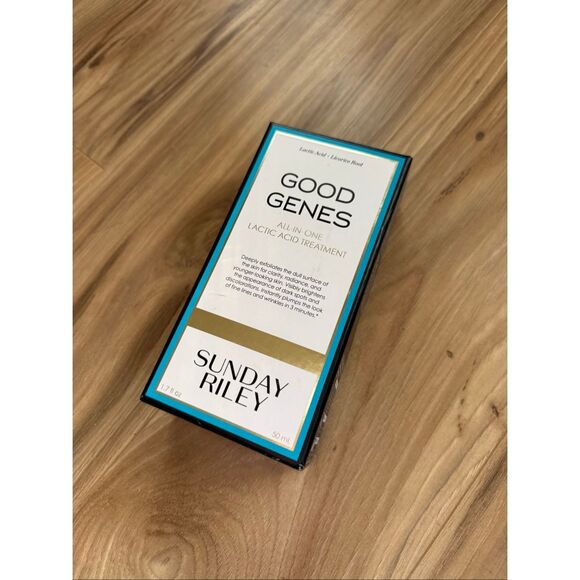 Lactic Acid | Licorice Root
GOOD
GENES
ALL-IN-ONE
LACTIC ACID TREATMENT
Deeply exfoliates the dull surface of
the skin for clarity, radiance, and
younger-looking skin. Visibly brightens
the appearance of dark spots and
discolorations. Instantly plumps the look
of fine lines and wrinkles in 3 minutes.*
SUNDAY
RILEY
1.7 fl oz
50 mL